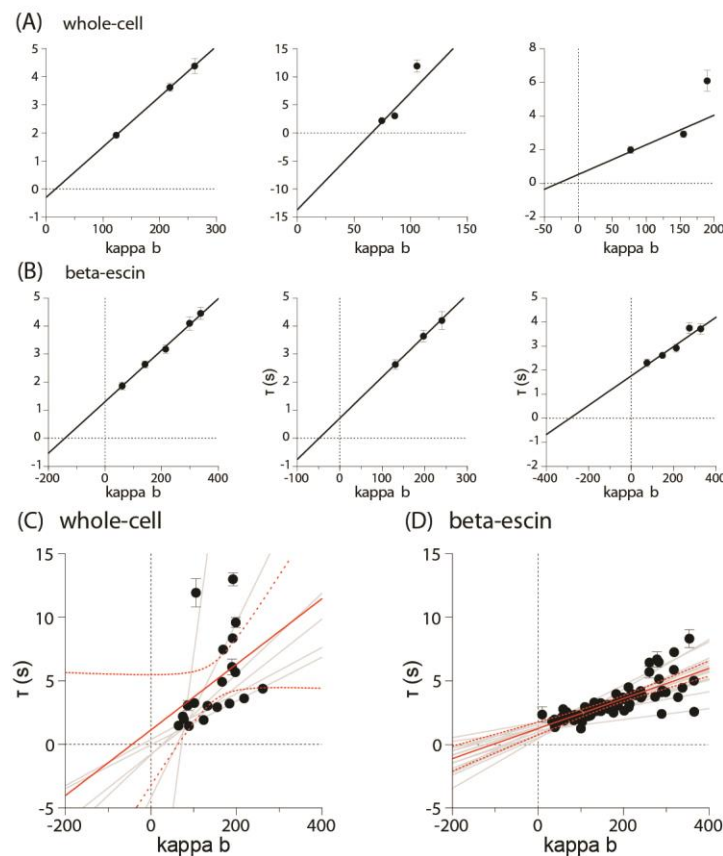 (A) whole-cell
5
4
3
2
1
0
-1
0 100 200 300
kappa b
15
10
5
0
-5
-10
-15
0 50 100 150
kappa b
8
6
4
2
0
2
-50 0 50 100 150 200
kappa b
(B) beta-escin
5
4
3
2
1
0
-1
-200 0 200 400
kappa b
τ (s)
5
4
3
2
1
0
-1
-100 0 100 200 300
kappa b
τ (s)
5
4
3
2
1
0
-1
-2
-400 -200 0 200 400
kappa b
(C) whole-cell
τ (s)
15
10
5
0
-5
-200 0 200 400
kappa b
(D) beta-escin
τ (s)
15
10
5
0
-5
-200 0 200 400
kappa b